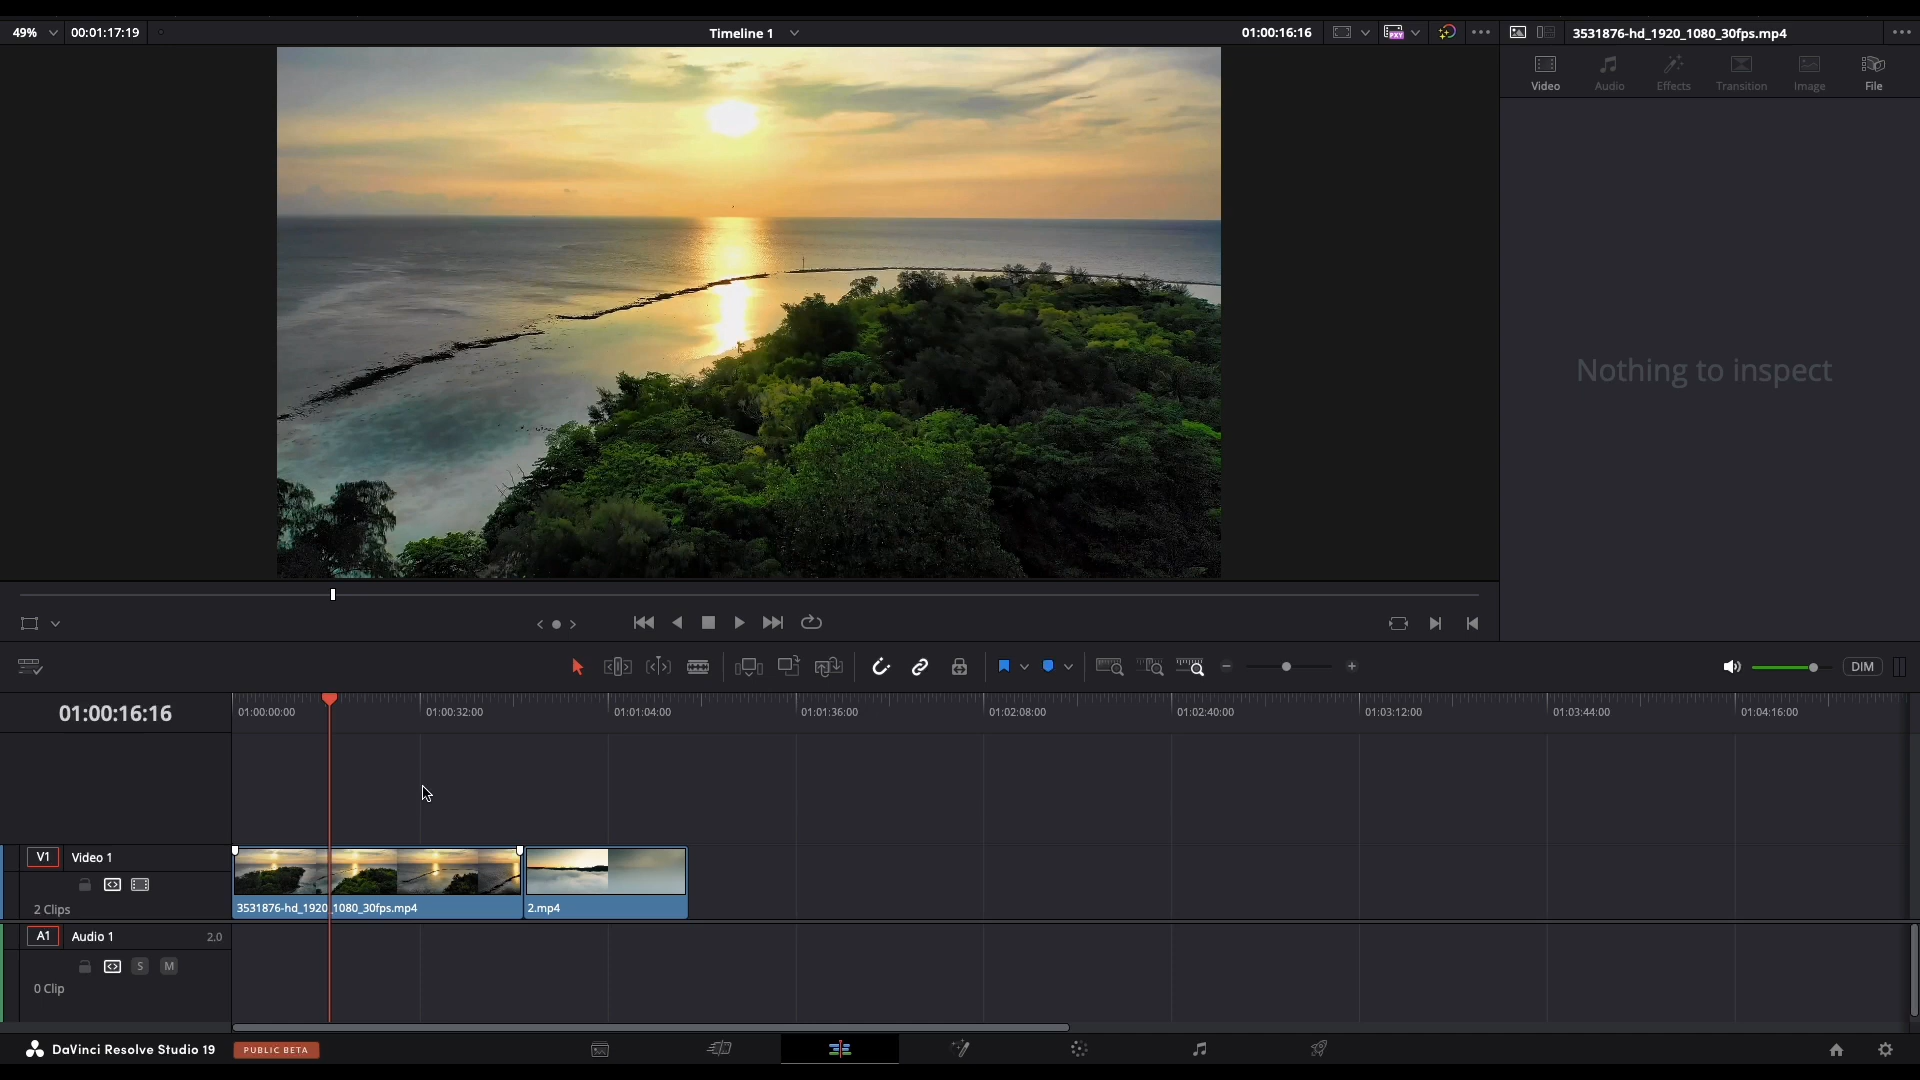 49%
00:01:17:19
Timeline 1
01:00:16:16
PXY
3531876-hd_1920_1080_30fps.mp4
Video
Audio
Effects
Transition
Image
File
Nothing to inspect
DIM
01:00:16:16
01:00:00:00
01:00:32:00
01:01:04:00
01:01:36:00
01:02:08:00
01:02:40:00
01:03:12:00
01:03:44:00
01:04:16:00
V1
Video 1
2 Clips
3531876-hd_1920_1080_30fps.mp4
2.mp4
A1
Audio 1
2.0
S
M
0 Clip
DaVinci Resolve Studio 19
PUBLIC BETA